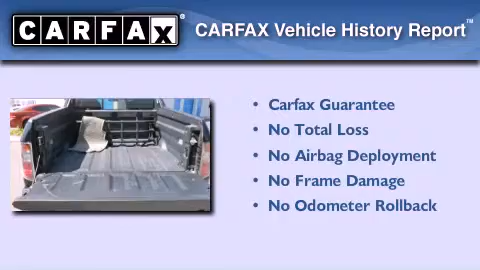 CARFAX®
CARFAX Vehicle History Report™
• Carfax Guarantee
• No Total Loss
• No Airbag Deployment
• No Frame Damage
• No Odometer Rollback